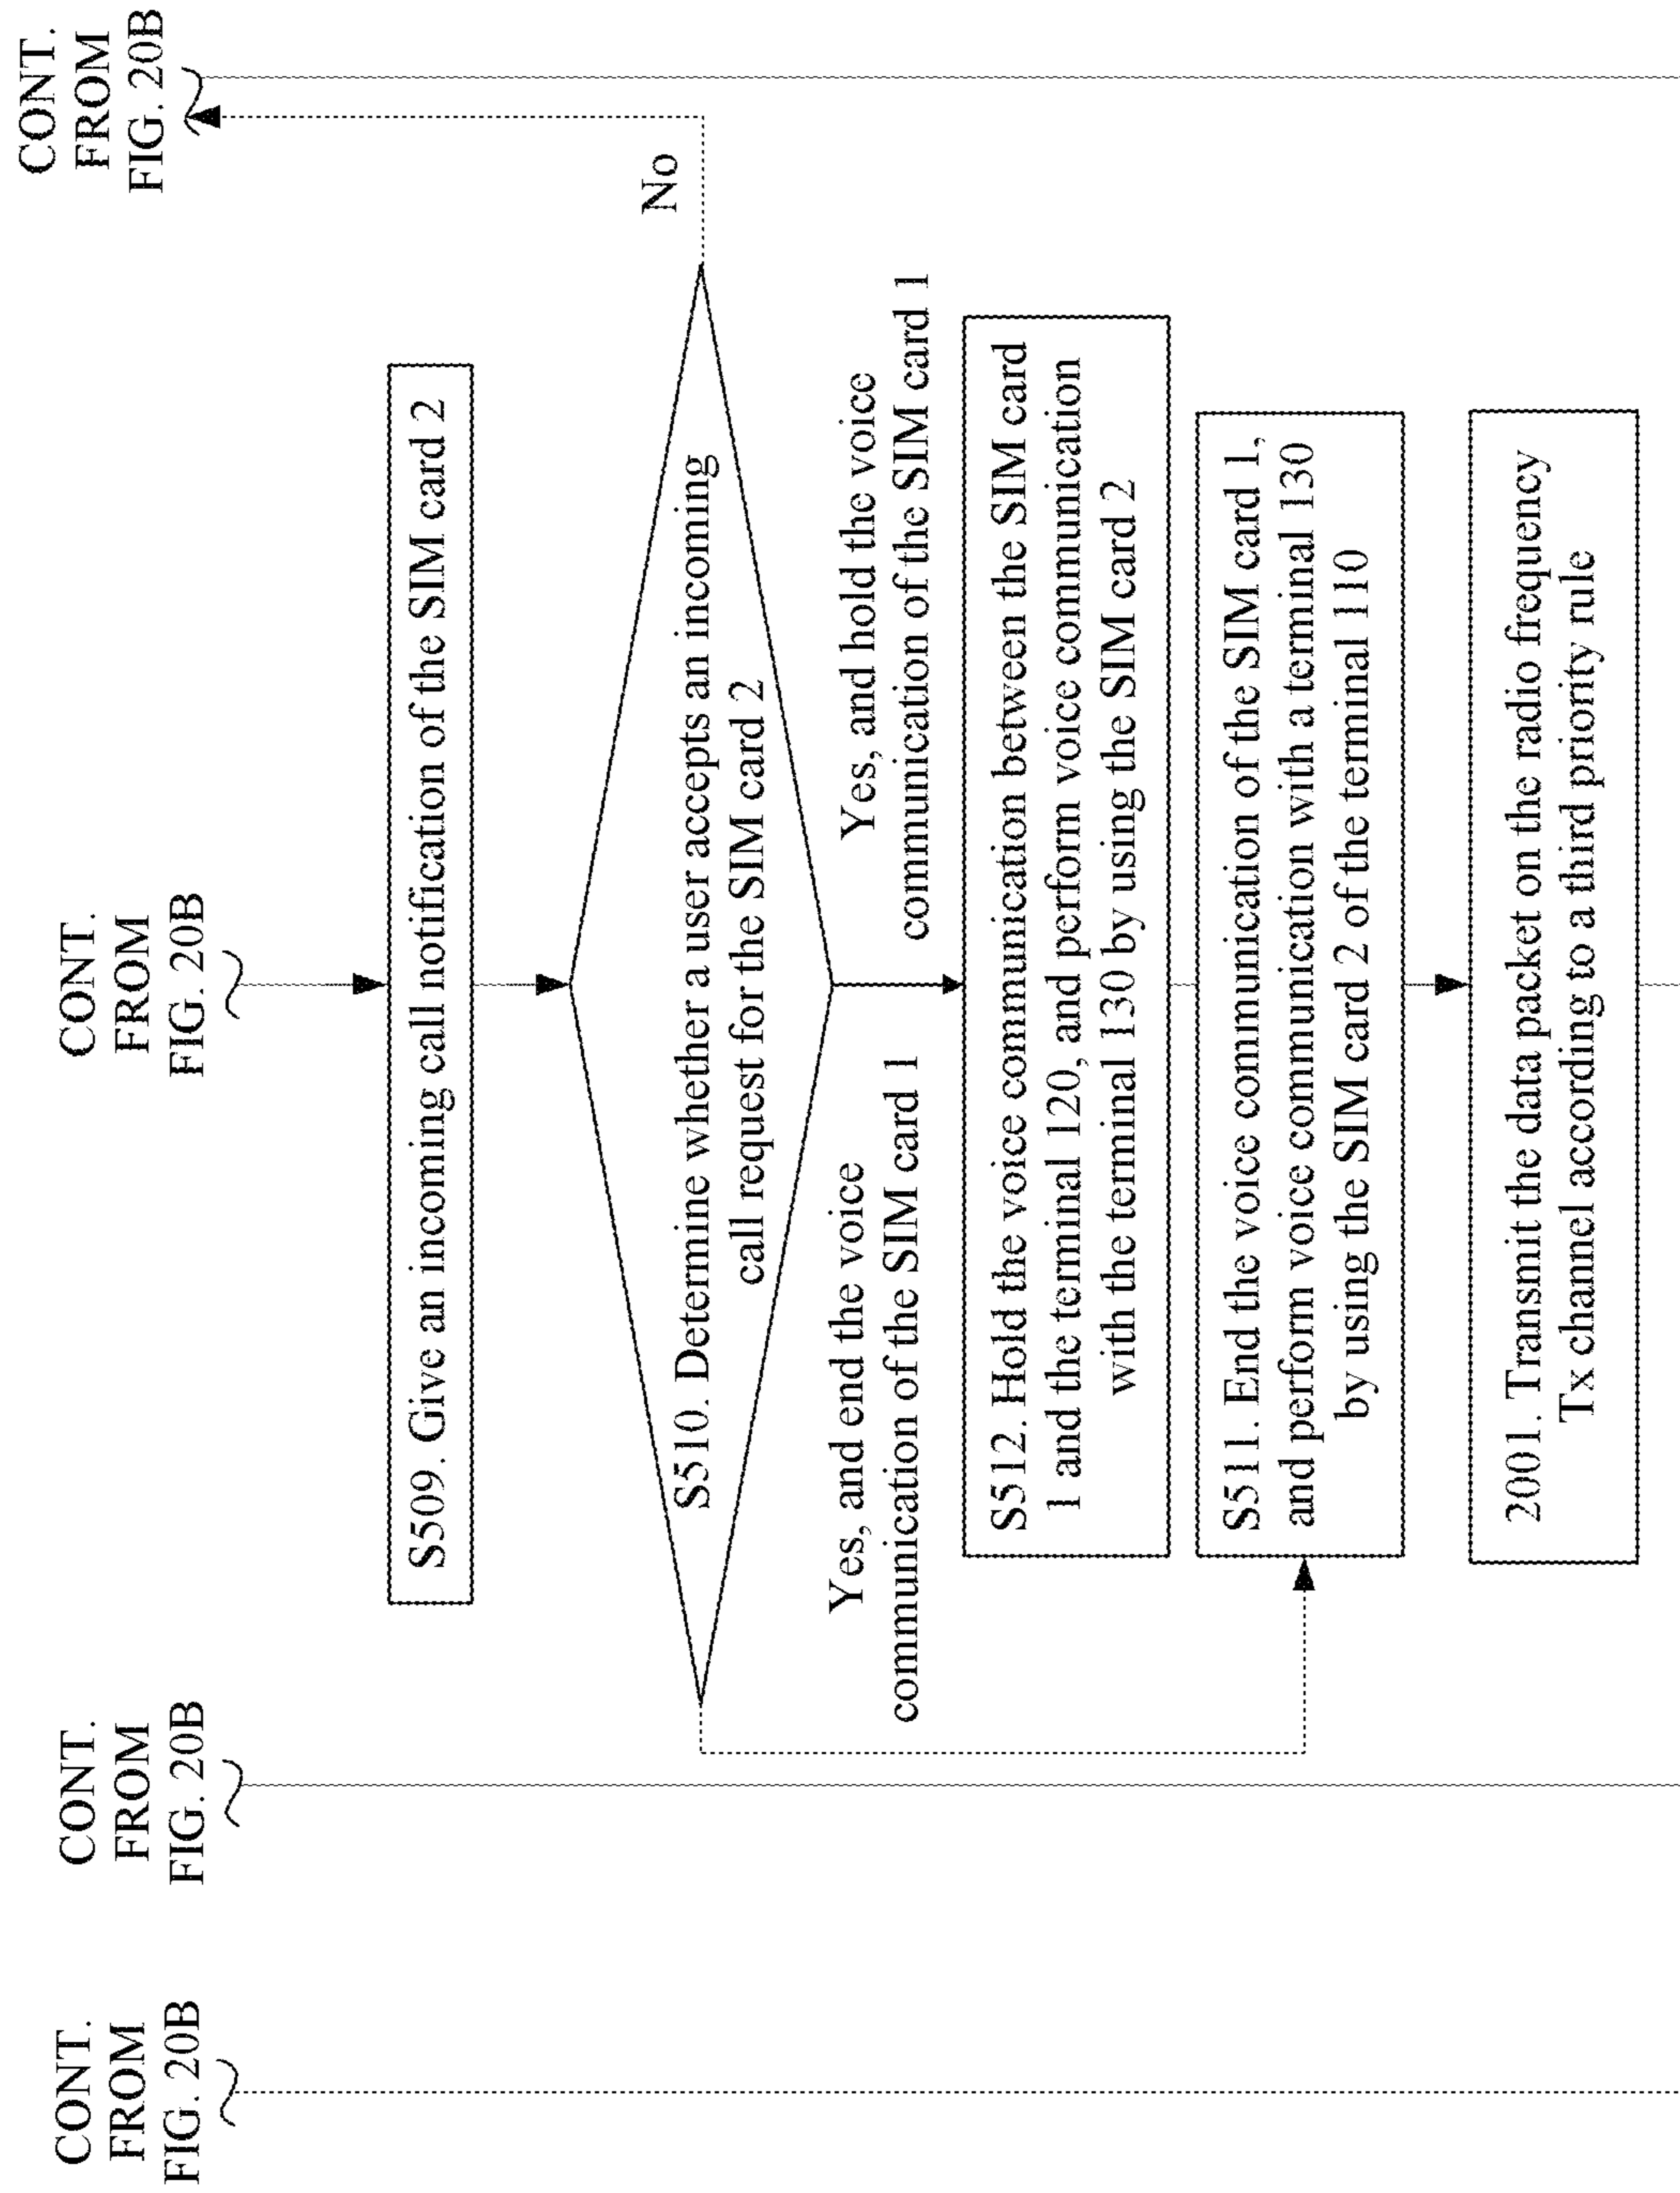 CONT.
FROM
FIG. 20B
CONT.
FROM
FIG. 20B
CONT.
FROM
FIG. 20B
CONT.
FROM
FIG. 20B
S509. Give an incoming call notification of the SIM card 2
S510. Determine whether a user accepts an incoming
call request for the SIM card 2
No
Yes, and end the voice
communication of the SIM card 1
Yes, and hold the voice
communication of the SIM card 1
S512. Hold the voice communication between the SIM card
1 and the terminal 120, and perform voice communication
with the terminal 130 by using the SIM card 2
S511. End the voice communication of the SIM card 1,
and perform voice communication with a terminal 130
by using the SIM card 2 of the terminal 110
2001. Transmit the data packet on the radio frequency
Tx channel according to a third priority rule